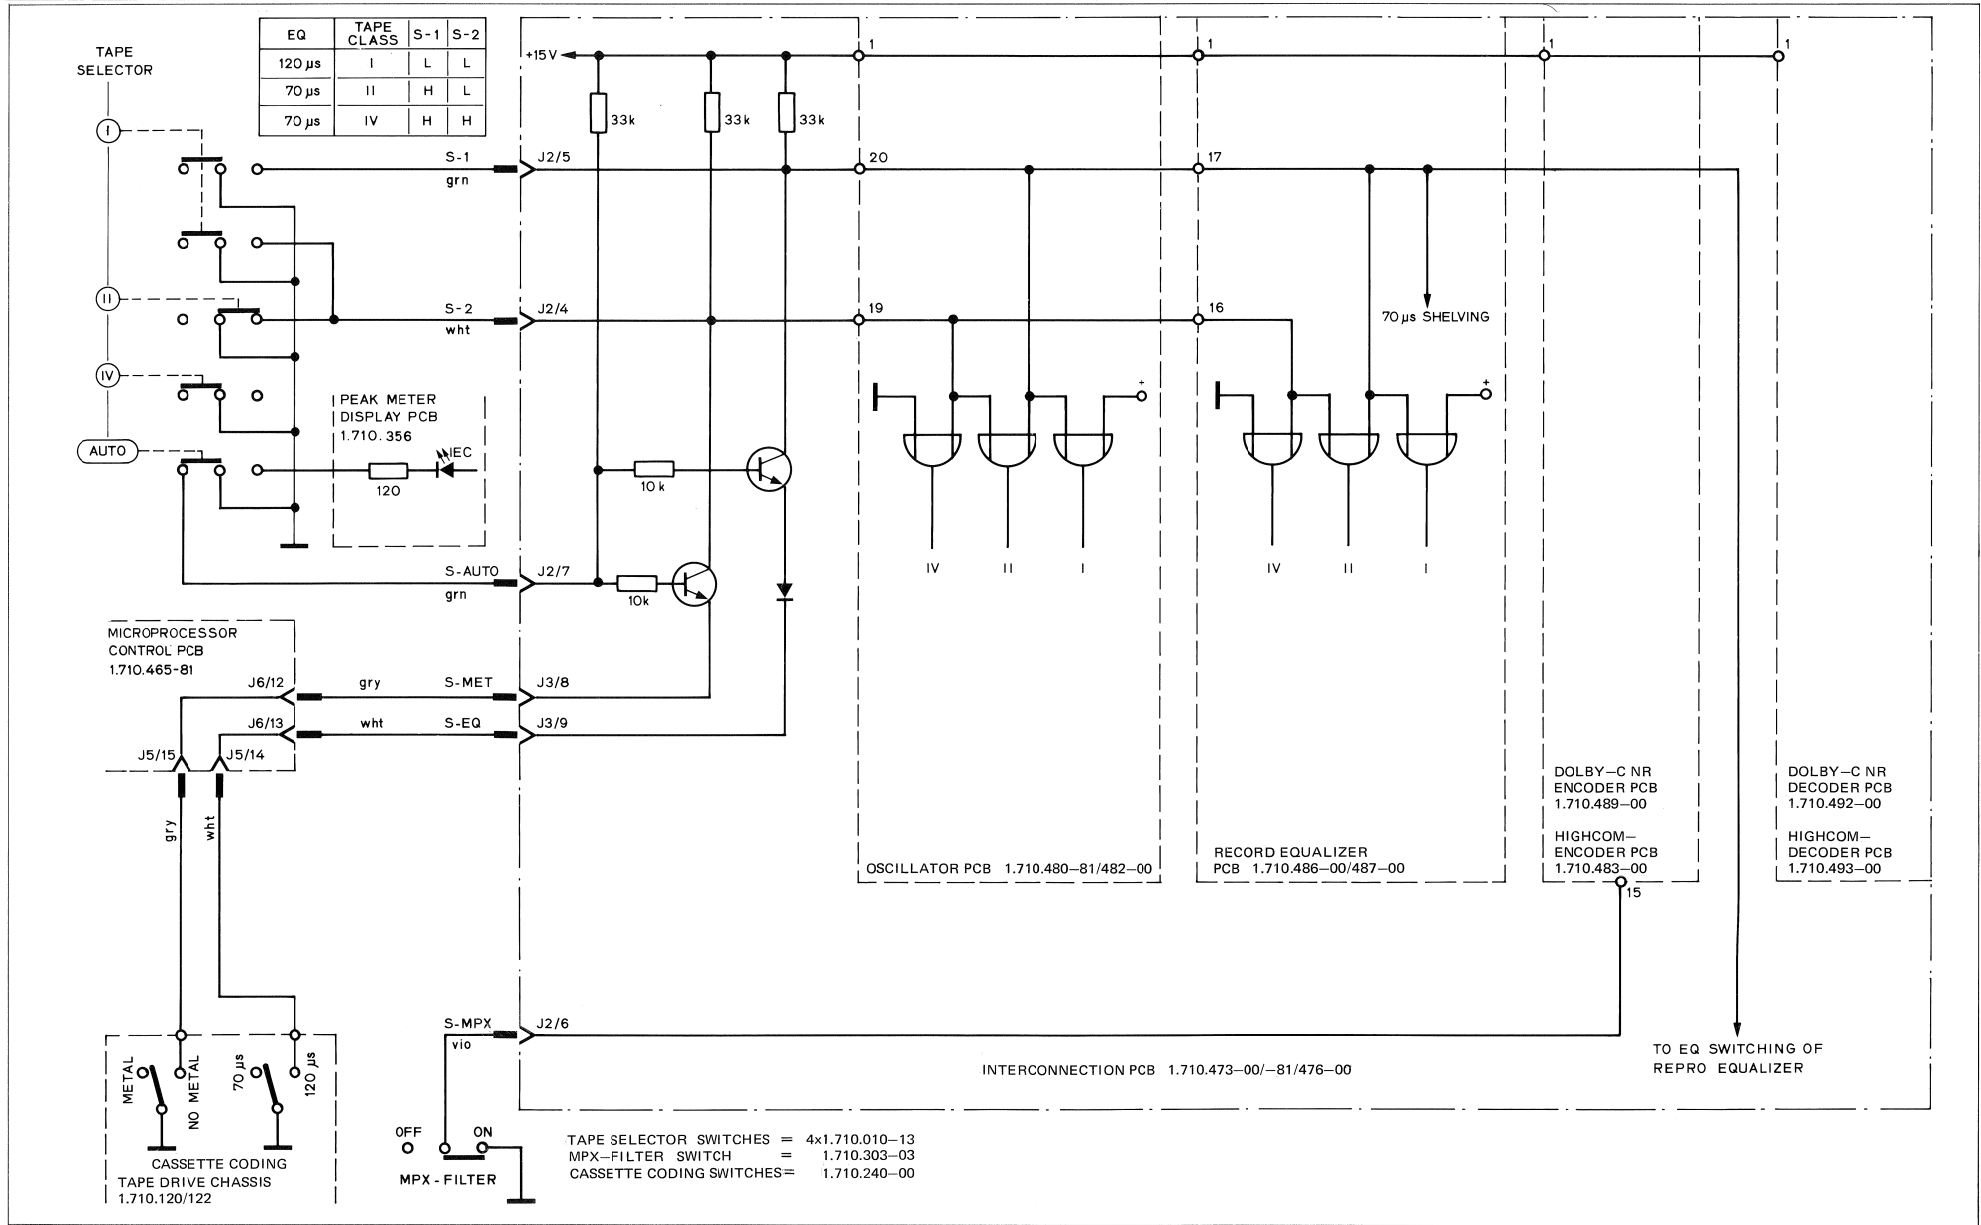 TAPE
SELECTOR
EQ TAPE CLASS S-1 S-2
120 µs I L L
70 µs II H L
70 µs IV H H
+15V
1 1 1 1
33k 33k 33k
I
S-1 J2/5 20 17
grn
II
S-2 J2/4 19 16
wht
70 µs SHELVING
IV
+ +
PEAK METER
DISPLAY PCB
1.710.356
AUTO
IEC
120
10k
IV II I IV II I
S-AUTO J2/7
grn
10k
MICROPROCESSOR
CONTROL PCB
1.710.465-81
J6/12 gry S-MET J3/8
J6/13 wht S-EQ J3/9
J5/15 J5/14
gry wht
DOLBY–C NR
ENCODER PCB
1.710.489–00
HIGHCOM–
ENCODER PCB
1.710.483–00
DOLBY–C NR
DECODER PCB
1.710.492–00
HIGHCOM–
DECODER PCB
1.710.493–00
OSCILLATOR PCB 1.710.480–81/482–00
RECORD EQUALIZER
PCB 1.710.486–00/487–00
15
S-MPX J2/6
vio
TO EQ SWITCHING OF
REPRO EQUALIZER
INTERCONNECTION PCB 1.710.473–00/–81/476–00
METAL
NO METAL
70 µs
120 µs
CASSETTE CODING
TAPE DRIVE CHASSIS
1.710.120/122
OFF ON
MPX-FILTER
TAPE SELECTOR SWITCHES = 4x1.710.010–13
MPX–FILTER SWITCH = 1.710.303–03
CASSETTE CODING SWITCHES= 1.710.240–00